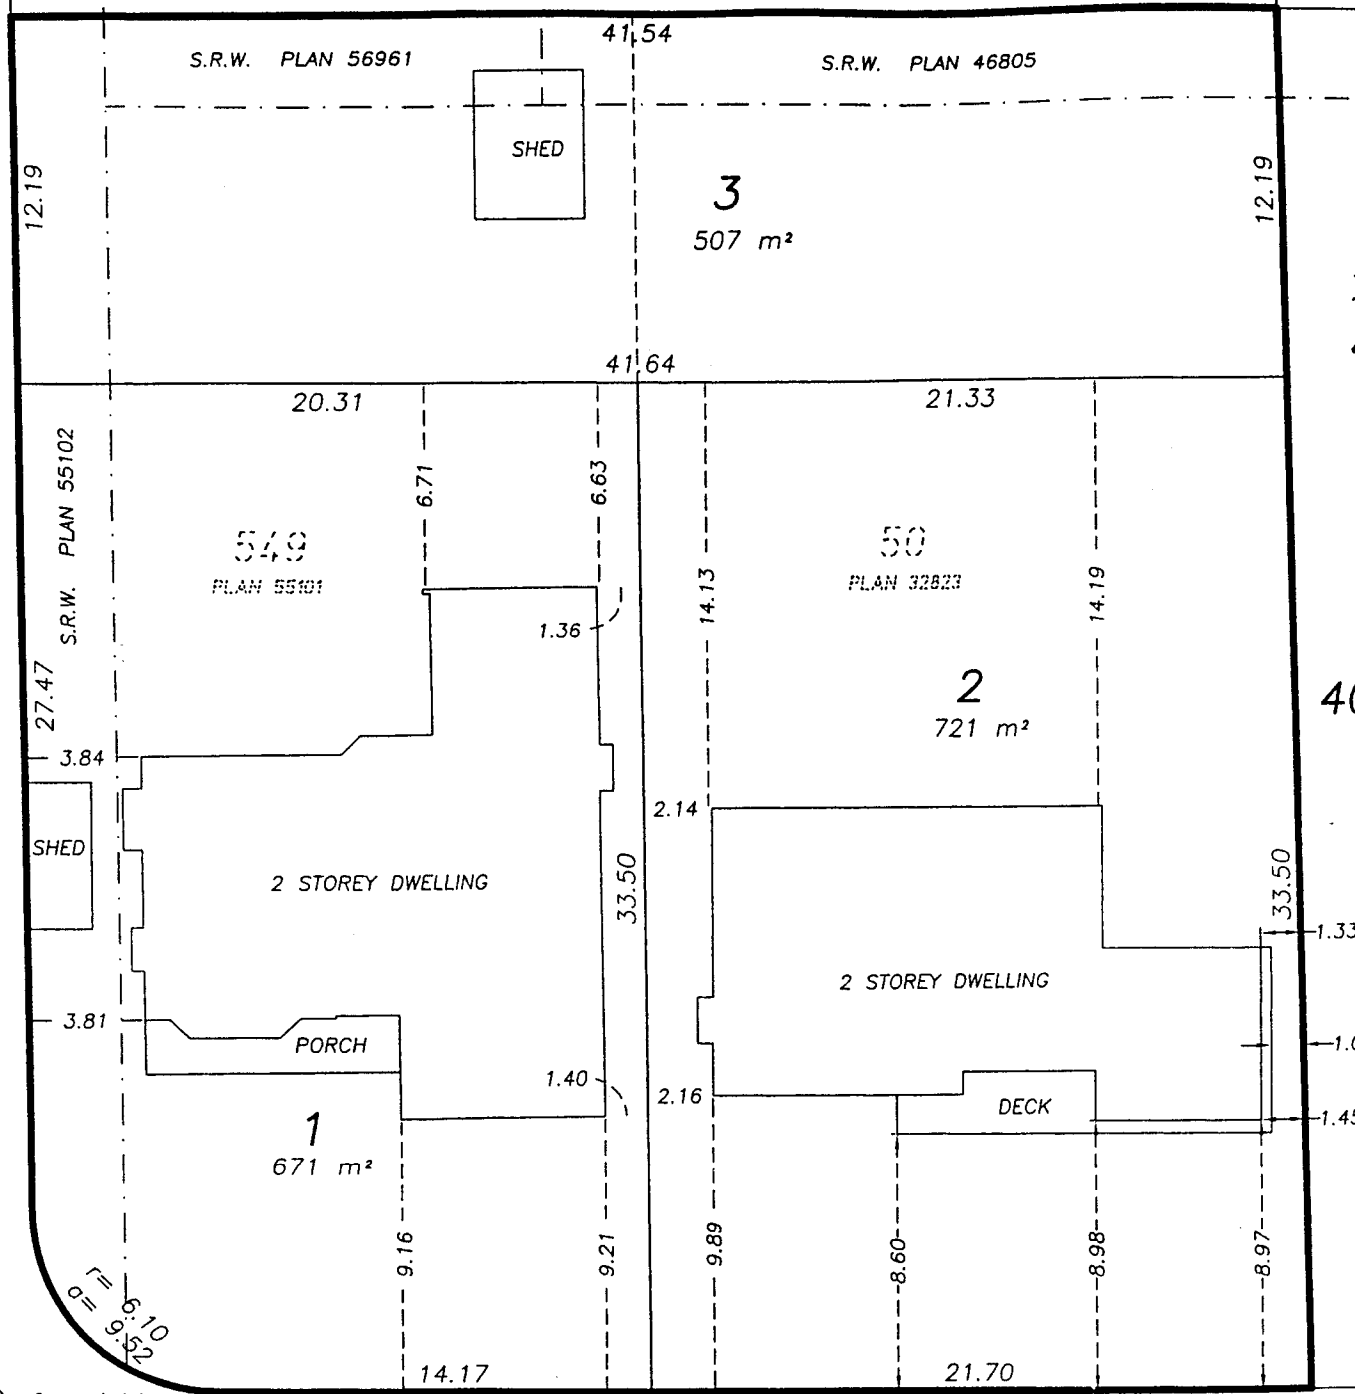 41.54
S.R.W. PLAN 56961
S.R.W. PLAN 46805
SHED
12.19
12.19
3
507 m²
41.64
20.31
21.33
S.R.W. PLAN 55102
6.71
6.63
549
PLAN 55101
50
PLAN 32823
14.13
14.19
1.36
27.47
2
721 m²
3.84
2.14
SHED
2 STOREY DWELLING
33.50
33.50
1.33
2 STOREY DWELLING
3.81
PORCH
1.40
2.16
DECK
1.45
1
671 m²
9.16
9.21
9.89
8.60
8.98
8.97
r= 6.10
a= 9.52
14.17
21.70